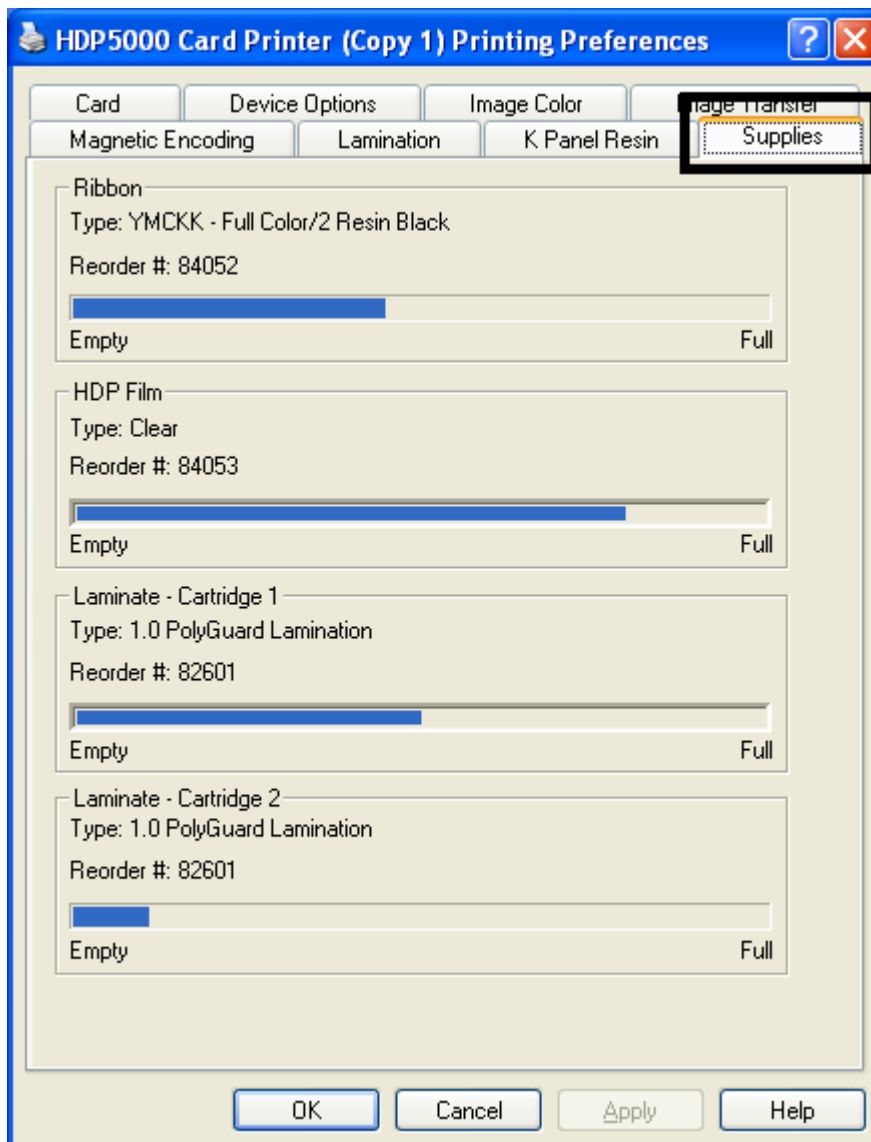 HDP5000 Card Printer (Copy 1) Printing Preferences
Card Device Options Image Color Image Transfer
Magnetic Encoding Lamination K Panel Resin Supplies
Ribbon
Type: YMCKK - Full Color/2 Resin Black
Reorder #: 84052
Empty Full
HDP Film
Type: Clear
Reorder #: 84053
Empty Full
Laminate - Cartridge 1
Type: 1.0 PolyGuard Lamination
Reorder #: 82601
Empty Full
Laminate - Cartridge 2
Type: 1.0 PolyGuard Lamination
Reorder #: 82601
Empty Full
OK Cancel Apply Help